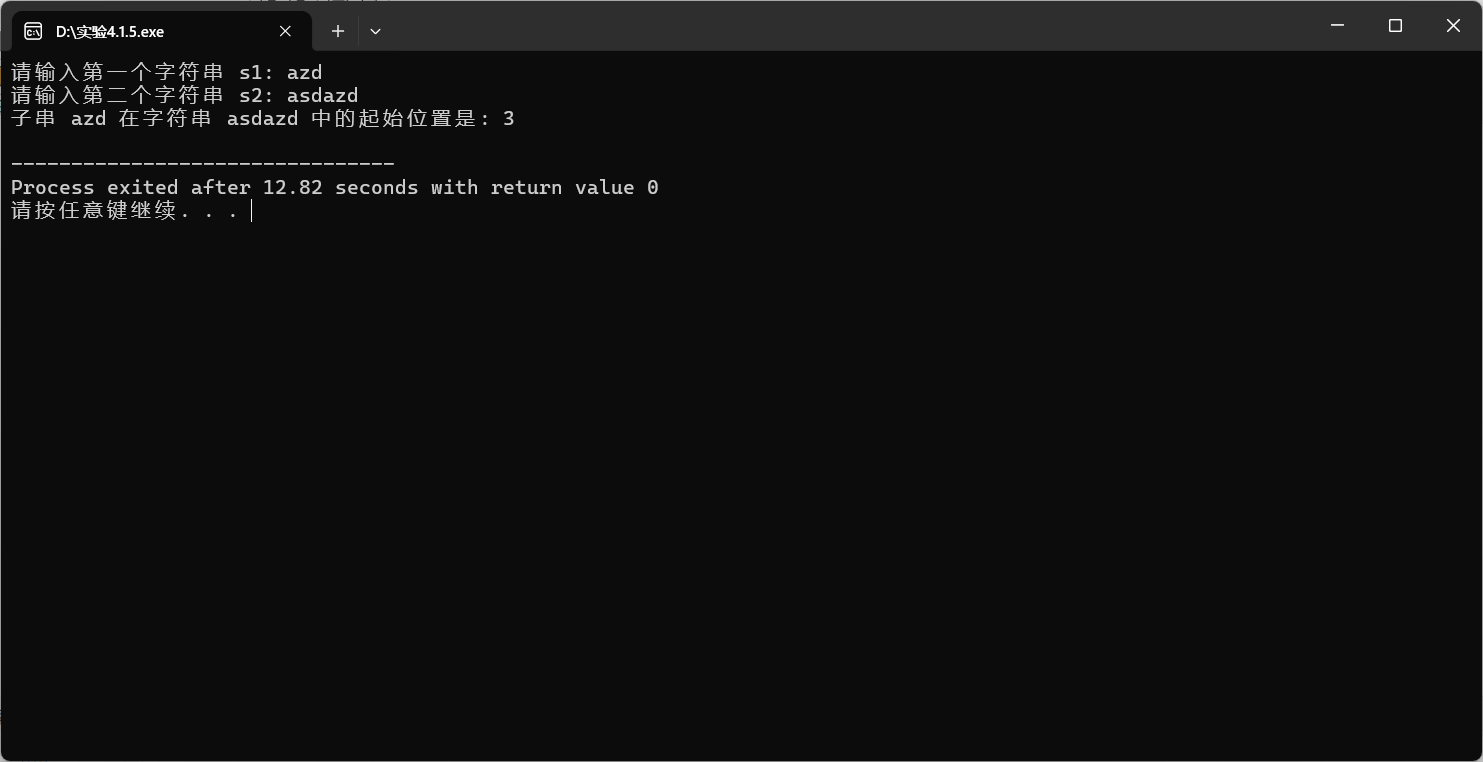 D:\实验4.1.5.exe
请输入第一个字符串 s1: azd
请输入第二个字符串 s2: asdazd
子串 azd 在字符串 asdazd 中的起始位置是: 3
--------------------------------
Process exited after 12.82 seconds with return value 0
请按任意键继续. . .